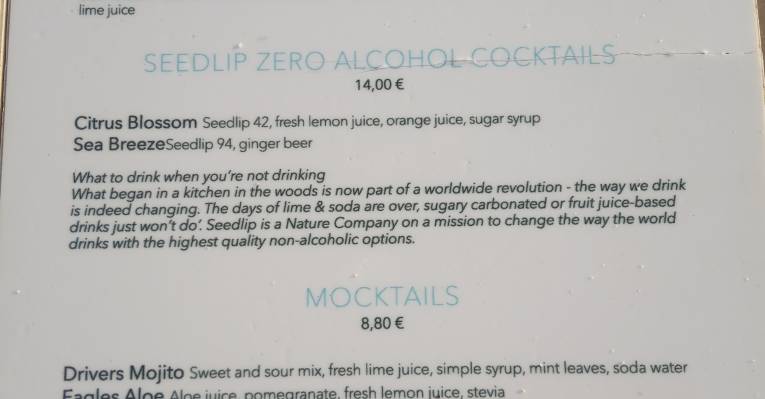 lime juice
SEEDLIP ZERO ALCOHOL COCKTAILS
14,00 €
Citrus Blossom Seedlip 42, fresh lemon juice, orange juice, sugar syrup
Sea BreezeSeedlip 94, ginger beer
What to drink when you're not drinking
What began in a kitchen in the woods is now part of a worldwide revolution - the way we drink
is indeed changing. The days of lime & soda are over, sugary carbonated or fruit juice-based
drinks just won't do'. Seedlip is a Nature Company on a mission to change the way the world
drinks with the highest quality non-alcoholic options.
MOCKTAILS
8,80 €
Drivers Mojito Sweet and sour mix, fresh lime juice, simple syrup, mint leaves, soda water
Eagles Aloe Aloe juice, pomegranate, fresh lemon juice, stevia